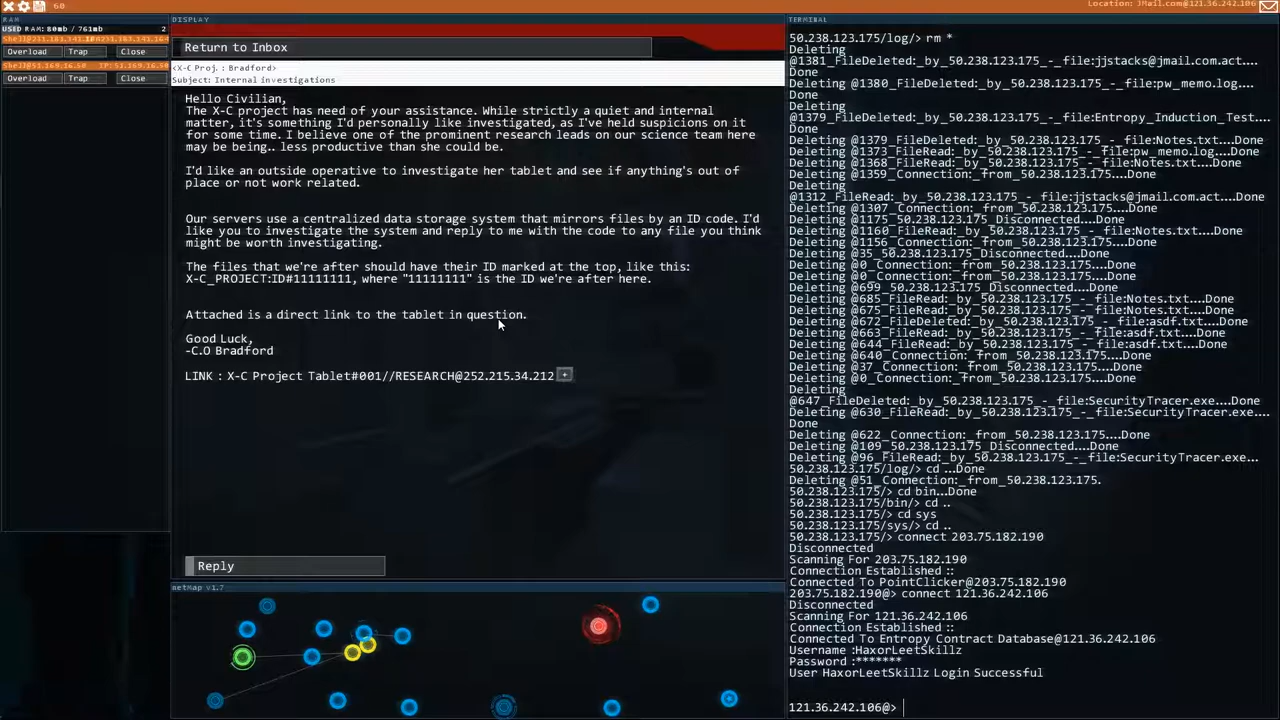 60
Location: JMail.com@121.36.242.106
RAM
USED RAM: 80mb / 761mb 2
Overload Trap Close
Shell@51.169.16.50 IP: 51.169.16.50
Overload Trap Close
DISPLAY
Return to Inbox
<X-C Proj. : Bradford>
Subject: Internal investigations
Hello Civilian,
The X-C project has need of your assistance. While strictly a quiet and internal
matter, it's something I'd personally like investigated, as I've held suspicions on it
for some time. I believe one of the prominent research leads on our science team here
may be being.. less productive than she could be.
I'd like an outside operative to investigate her tablet and see if anything's out of
place or not work related.
Our servers use a centralized data storage system that mirrors files by an ID code. I'd
like you to investigate the system and reply to me with the code to any file you think
might be worth investigating.
The files that we're after should have their ID marked at the top, like this:
X-C_PROJECT:ID#11111111, where "11111111" is the ID we're after here.
Attached is a direct link to the tablet in question.
Good Luck,
-C.O Bradford
LINK : X-C Project Tablet#001//RESEARCH@252.215.34.212 +
Reply
netMap v1.7
TERMINAL
50.238.123.175/log/> rm *
Deleting
@1381_FileDeleted:_by_50.238.123.175_-_file:jjstacks@jmail.com.act....
Done
Deleting @1380_FileDeleted:_by_50.238.123.175_-_file:pw_memo.log....
Done
Deleting
@1379_FileDeleted:_by_50.238.123.175_-_file:Entropy_Induction_Test....
Done
Deleting @1379_FileDeleted:_by_50.238.123.175_-_file:Notes.txt....Done
Deleting @1373_FileRead:_by_50.238.123.175_-_file:pw_memo.log....Done
Deleting @1368_FileRead:_by_50.238.123.175_-_file:Notes.txt....Done
Deleting @1359_Connection:_from_50.238.123.175....Done
Deleting
@1312_FileRead:_by_50.238.123.175_-_file:jjstacks@jmail.com.act....Done
Deleting @1307_Connection:_from_50.238.123.175....Done
Deleting @1175_50.238.123.175_Disconnected....Done
Deleting @1160_FileRead:_by_50.238.123.175_-_file:Notes.txt....Done
Deleting @1156_Connection:_from_50.238.123.175....Done
Deleting @35_50.238.123.175_Disconnected....Done
Deleting @0_Connection:_from_50.238.123.175....Done
Deleting @0_Connection:_from_50.238.123.175....Done
Deleting @699_50.238.123.175_Disconnected....Done
Deleting @685_FileRead:_by_50.238.123.175_-_file:Notes.txt....Done
Deleting @675_FileRead:_by_50.238.123.175_-_file:Notes.txt....Done
Deleting @672_FileDeleted:_by_50.238.123.175_-_file:asdf.txt....Done
Deleting @663_FileRead:_by_50.238.123.175_-_file:asdf.txt....Done
Deleting @644_FileRead:_by_50.238.123.175_-_file:asdf.txt....Done
Deleting @640_Connection:_from_50.238.123.175....Done
Deleting @37_Connection:_from_50.238.123.175....Done
Deleting @0_Connection:_from_50.238.123.175....Done
Deleting
@647_FileDeleted:_by_50.238.123.175_-_file:SecurityTracer.exe....Done
Deleting @630_FileRead:_by_50.238.123.175_-_file:SecurityTracer.exe....
Done
Deleting @622_Connection:_from_50.238.123.175....Done
Deleting @109_50.238.123.175_Disconnected....Done
Deleting @96_FileRead:_by_50.238.123.175_-_file:SecurityTracer.exe...
50.238.123.175/log/> cd ...Done
Deleting @51_Connection:_from_50.238.123.175.
50.238.123.175/> cd bin...Done
50.238.123.175/bin/> cd ..
50.238.123.175/> cd sys
50.238.123.175/sys/> cd ..
50.238.123.175/> connect 203.75.182.190
Disconnected
Scanning For 203.75.182.190
Connection Established ::
Connected To PointClicker@203.75.182.190
203.75.182.190@> connect 121.36.242.106
Disconnected
Scanning For 121.36.242.106
Connection Established ::
Connected To Entropy Contract Database@121.36.242.106
Username :HaxorLeetSkillz
Password :*******
User HaxorLeetSkillz Login Successful
121.36.242.106@>